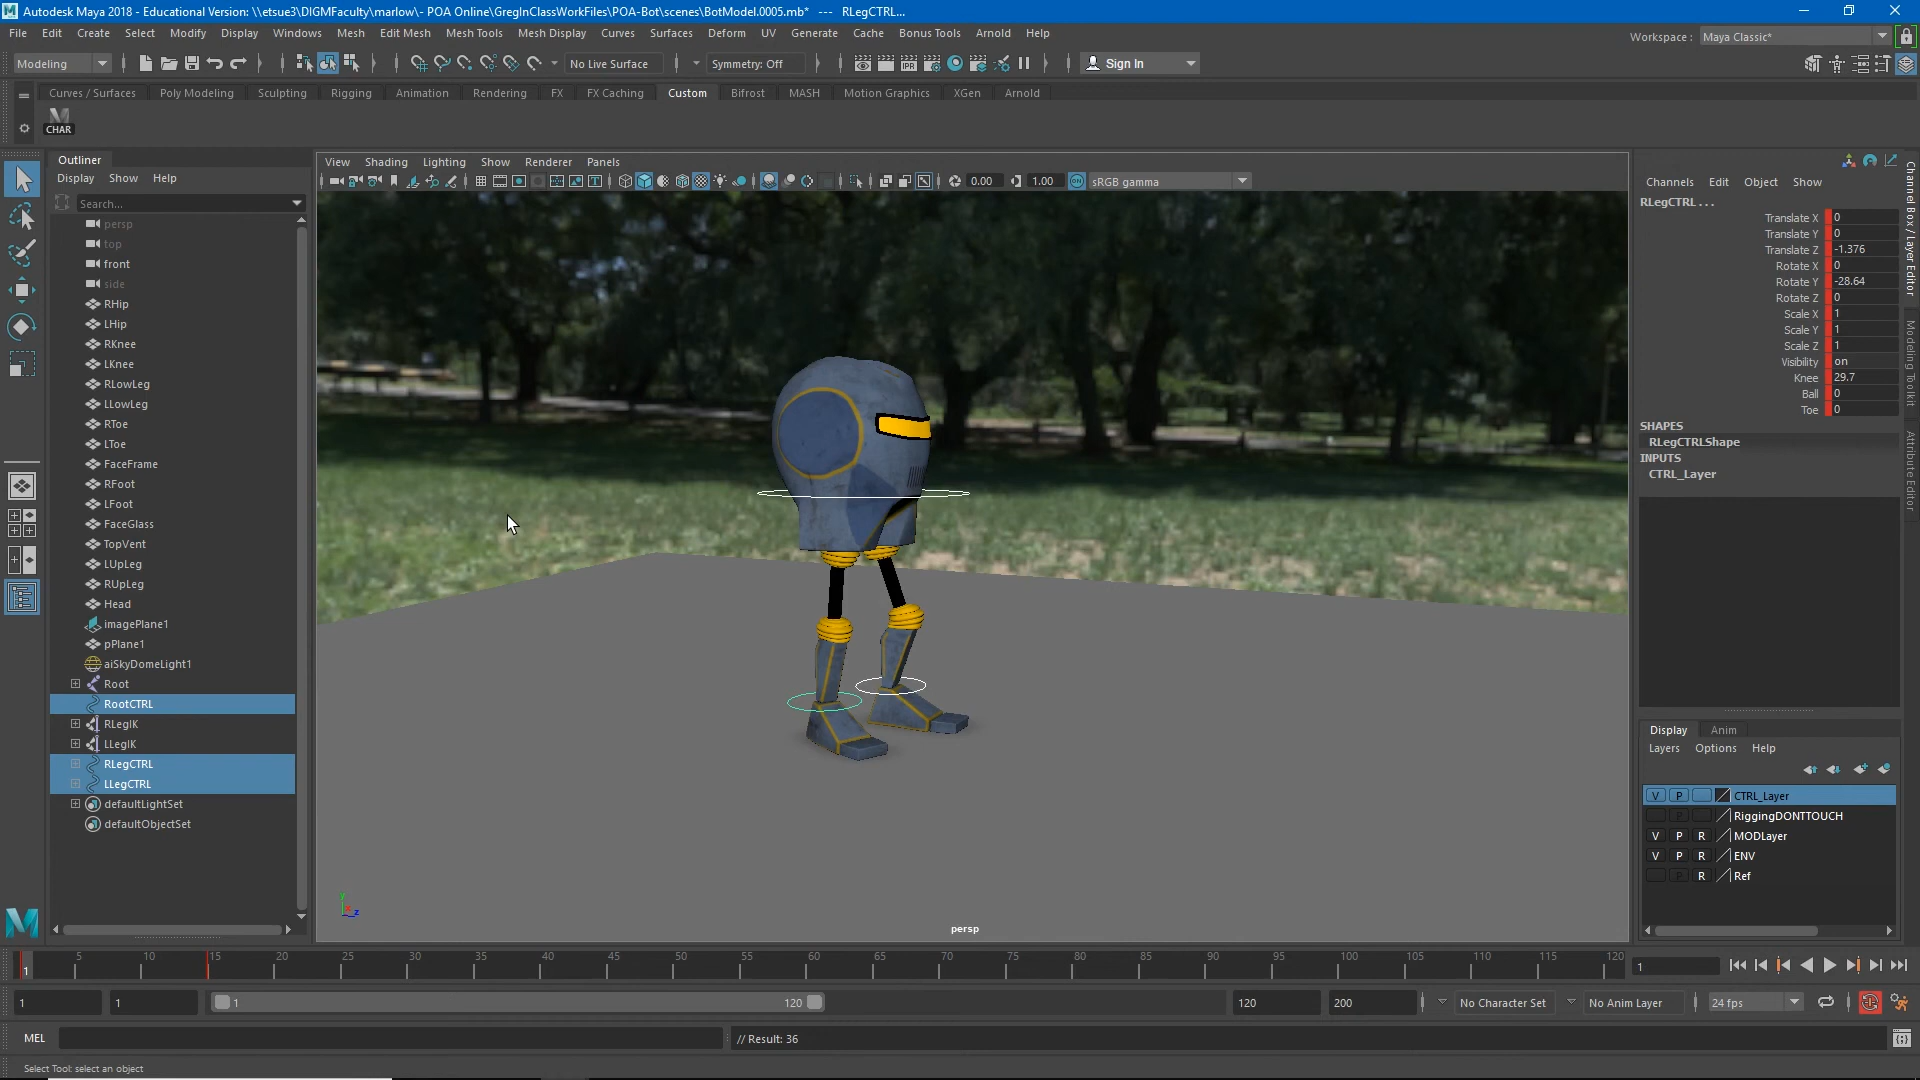 Autodesk Maya 2018 - Educational Version: \\etsue3\DIGMFaculty\marlow\- POA Online\GregInClassWorkFiles\POA-Bot\scenes\BotModel.0005.mb* --- RLegCTRL...
File Edit Create Select Modify Display Windows Mesh Edit Mesh Mesh Tools Mesh Display Curves Surfaces Deform UV Generate Cache Bonus Tools Arnold Help
Workspace : Maya Classic*
Modeling No Live Surface Symmetry: Off Sign In
Curves / Surfaces Poly Modeling Sculpting Rigging Animation Rendering FX FX Caching Custom Bifrost MASH Motion Graphics XGen Arnold
CHAR
Outliner
Display Show Help
Search...
persp
top
front
side
RHip
LHip
RKnee
LKnee
RLowLeg
LLowLeg
RToe
LToe
FaceFrame
RFoot
LFoot
FaceGlass
TopVent
LUpLeg
RUpLeg
Head
imagePlane1
pPlane1
aiSkyDomeLight1
Root
RootCTRL
RLegIK
LLegIK
RLegCTRL
LLegCTRL
defaultLightSet
defaultObjectSet
View Shading Lighting Show Renderer Panels
IPR
0.00 1.00 ON sRGB gamma
y
x
z
persp
Channels Edit Object Show
RLegCTRL . . .
Translate X 0
Translate Y 0
Translate Z -1.376
Rotate X 0
Rotate Y -28.64
Rotate Z 0
Scale X 1
Scale Y 1
Scale Z 1
Visibility on
Knee 29.7
Ball 0
Toe 0
SHAPES
RLegCTRLShape
INPUTS
CTRL_Layer
Channel Box / Layer Editor
Modeling Toolkit
Attribute Editor
Display Anim
Layers Options Help
V P CTRL_Layer
P RiggingDONTTOUCH
V P R MODLayer
V P R ENV
P R Ref
1 5 10 15 20 25 30 35 40 45 50 55 60 65 70 75 80 85 90 95 100 105 110 115 120
1
1 1 1 120 120 200 No Character Set No Anim Layer 24 fps
MEL // Result: 36
Select Tool: select an object